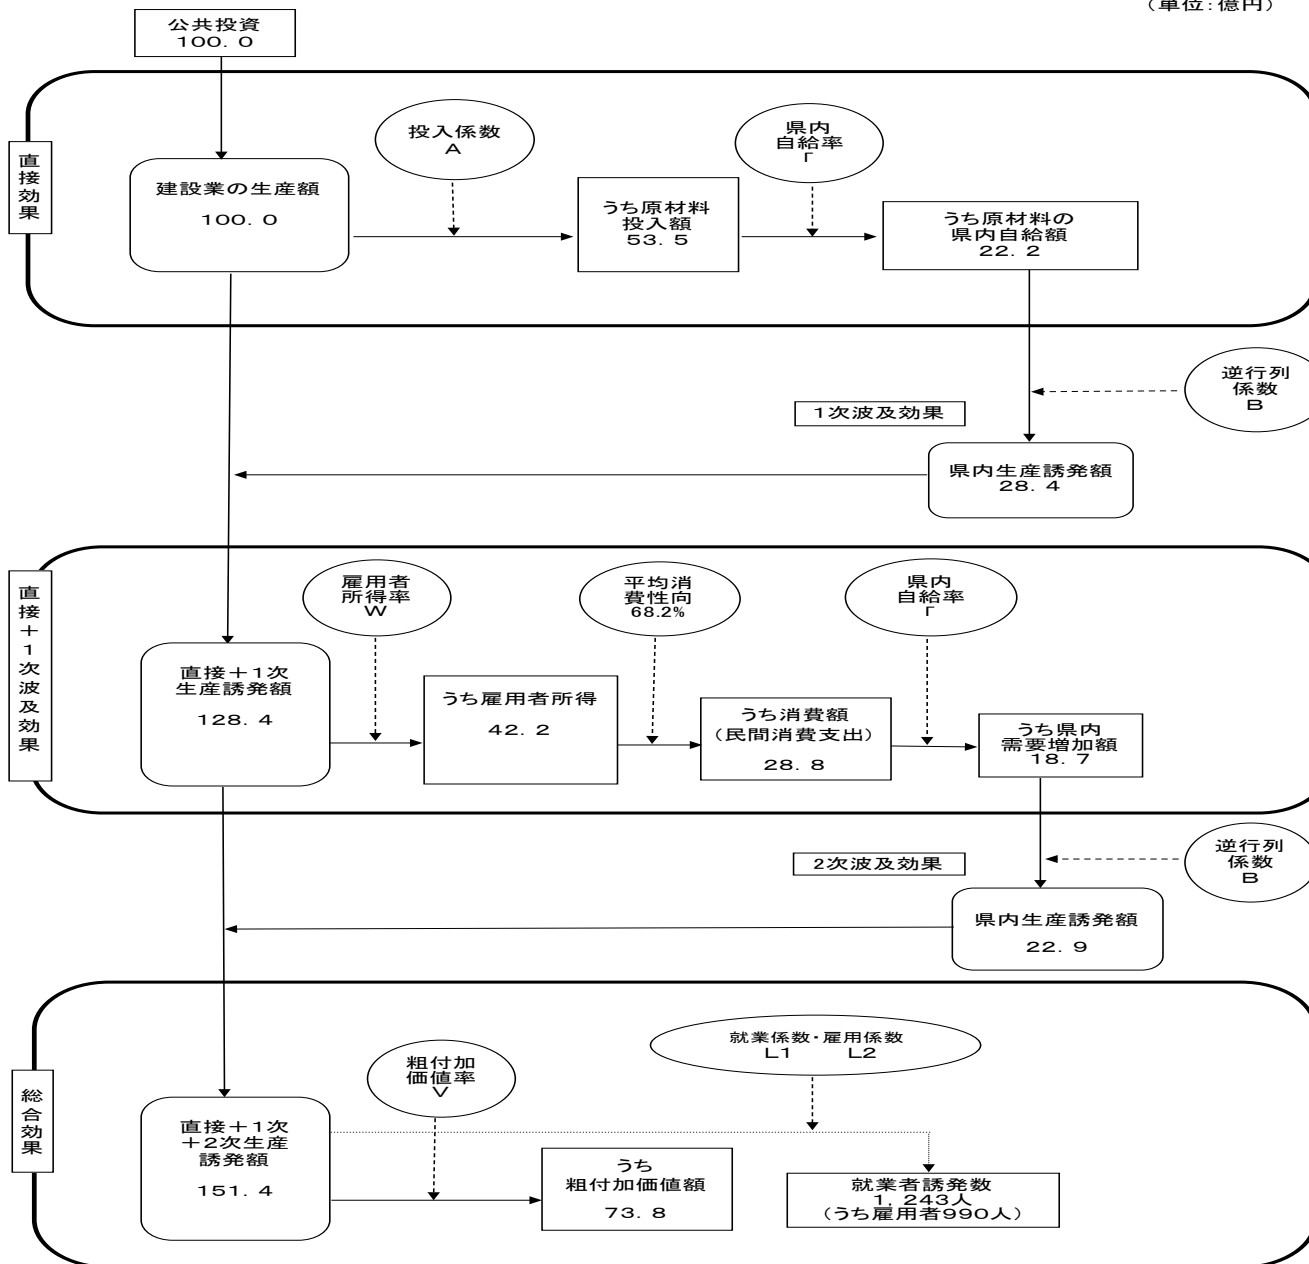 （単位：億円）
公共投資
100.0
直接効果
投入係数
A
県内
自給率
Γ
建設業の生産額
100.0
うち原材料
投入額
53.5
うち原材料の
県内自給額
22.2
逆行列
係数
B
1次波及効果
県内生産誘発額
28.4
直接＋1次波及効果
雇用者
所得率
W
平均消
費性向
68.2%
県内
自給率
Γ
直接＋1次
生産誘発額
128.4
うち雇用者所得
42.2
うち消費額
（民間消費支出）
28.8
うち県内
需要増加額
18.7
逆行列
係数
B
2次波及効果
県内生産誘発額
22.9
総合効果
粗付加
価値率
V
就業係数・雇用係数
L1 L2
直接＋1次
＋2次生産
誘発額
151.4
うち
粗付加価値額
73.8
就業者誘発数
1,243人
（うち雇用者990人）